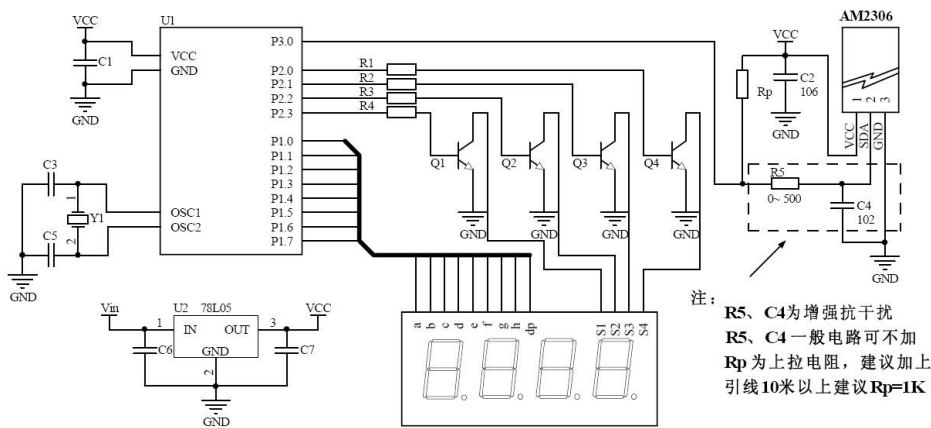 VCC
U1
AM2306
P3.0
VCC
VCC
GND
C1
R1
P2.0
R2
P2.1
R3
P2.2
R4
P2.3
C2
106
Rp
GND
GND
1
2
3
VCC
SDA
GND
P1.0
P1.1
P1.2
P1.3
P1.4
P1.5
P1.6
P1.7
Q1
Q2
Q3
Q4
R5
0~ 500
C3
1
Y1
2
C5
OSC1
OSC2
C4
102
GND
GND
GND
GND
GND
GND
Vin
U2 78L05
VCC
1
IN
OUT
3
GND
2
C6
C7
GND
a
b
c
d
e
f
g
h
dp
S1
S2
S3
S4
注：
R5、C4为增强抗干扰
R5、C4 一般电路可不加
Rp 为上拉电阻，建议加上
引线10米以上建议Rp=1K